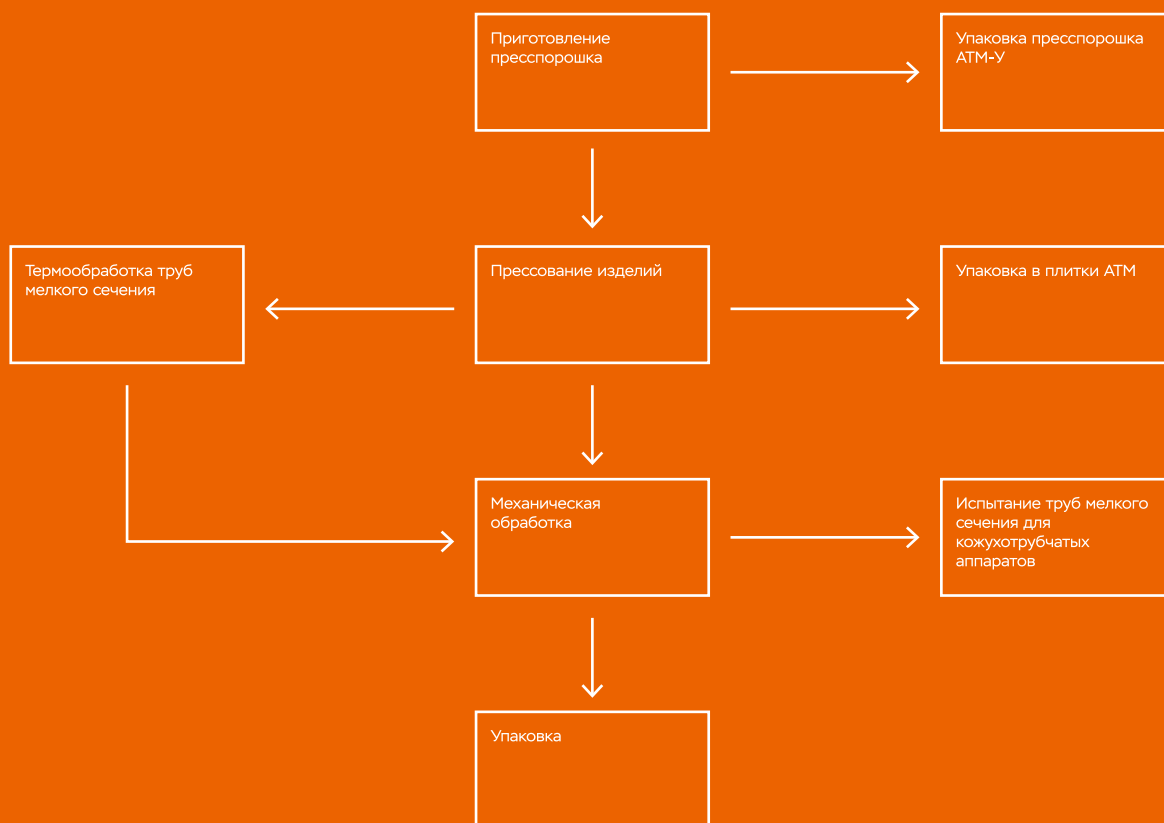 Приготовление
пресспорошка
Упаковка пресспорошка
АТМ-У
Термообработка труб
мелкого сечения
Прессование изделий
Упаковка в плитки АТМ
Механическая
обработка
Испытание труб мелкого
сечения для
кожухотрубчатых
аппаратов
Упаковка